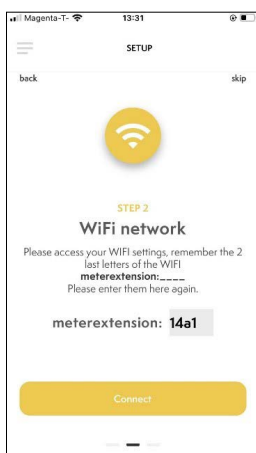 Magenta-T- 13:31
SETUP
back skip
STEP 2
WiFi network
Please access your WIFI settings, remember the 2
last letters of the WIFI
meterextension:____
Please enter them here again.
meterextension: 14a1
Connect